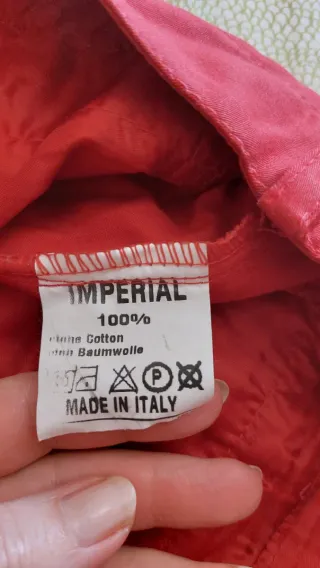 IMPERIAL
100%
Cotton
Baumwolle
P
MADE IN ITALY